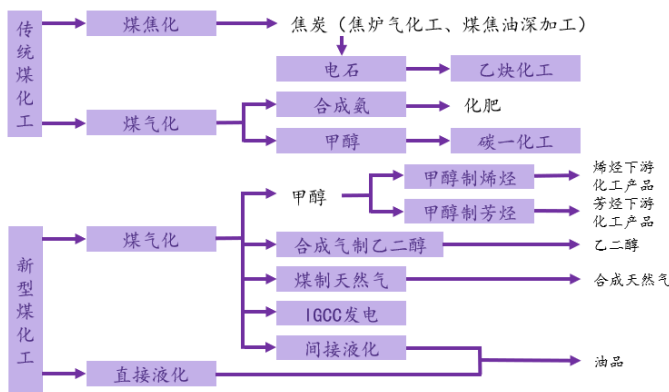 传统煤化工
煤焦化
焦炭（焦炉气化工、煤焦油深加工）
电石
乙炔化工
煤气化
合成氨
化肥
甲醇
碳一化工
新型煤化工
煤气化
甲醇
甲醇制烯烃
烯烃下游
化工产品
甲醇制芳烃
芳烃下游
化工产品
合成气制乙二醇
乙二醇
煤制天然气
合成天然气
IGCC发电
间接液化
直接液化
油品